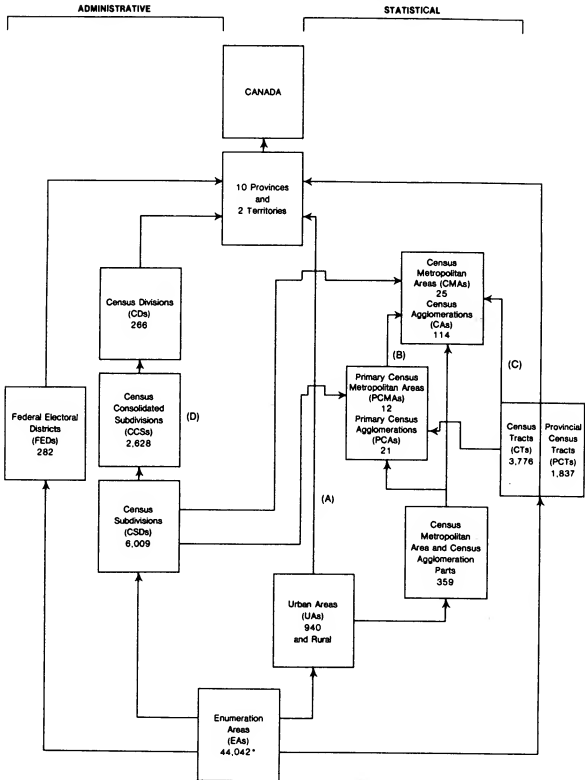 ADMINISTRATIVE
STATISTICAL
CANADA
10 Provinces
and
2 Territories
Census Divisions
(CDs)
266
Census
Metropolitan
Areas (CMAs)
25
Census
Agglomerations
(CAs)
114
(B)
(C)
Federal Electoral
Districts
(FEDs)
282
Census
Consolidated
Subdivisions
(CCSs)
2,628
(D)
Primary Census
Metropolitan Areas
(PCMAs)
12
Primary Census
Agglomerations
(PCAs)
21
Census
Tracts
(CTs)
3,776
Provincial
Census
Tracts
(PCTs)
1,837
(A)
Census
Subdivisions
(CSDs)
6,009
Census
Metropolitan
Area and Census
Agglomeration
Parts
359
Urban Areas
(UAs)
940
and Rural
Enumeration
Areas
(EAs)
44,042*